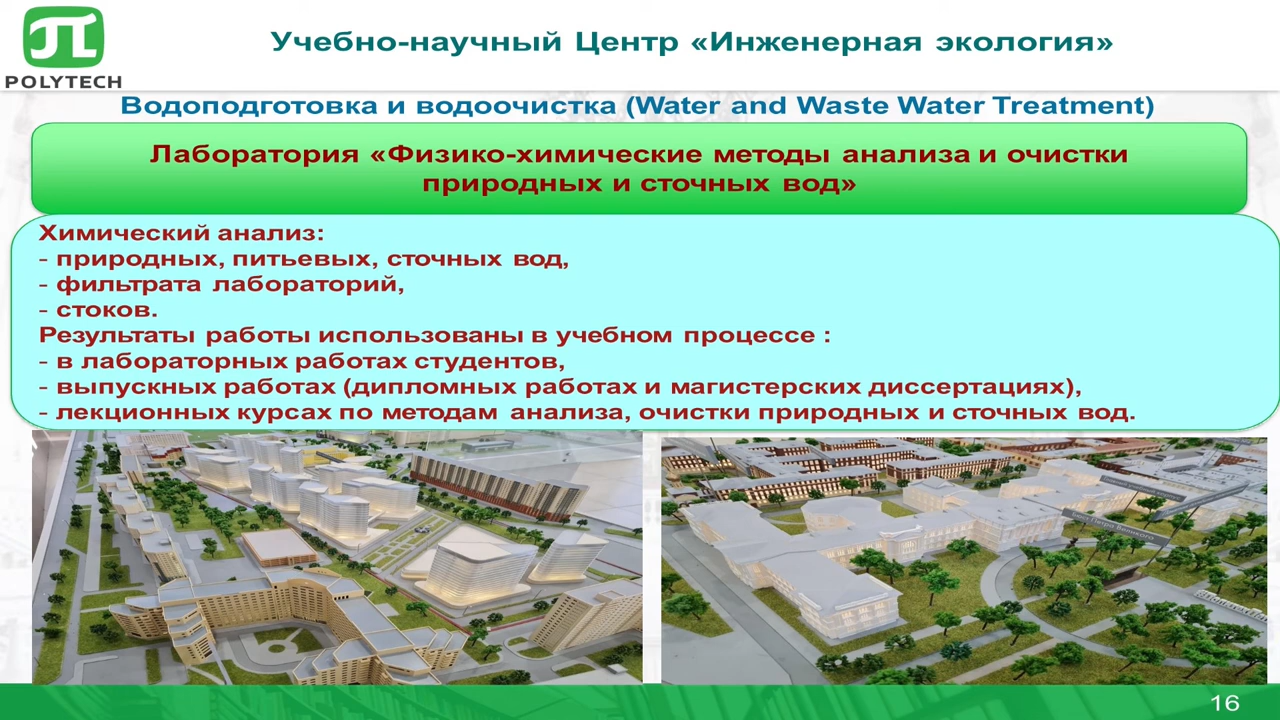 POLYTECH
Учебно-научный Центр «Инженерная экология»
Водоподготовка и водоочистка (Water and Waste Water Treatment)
Лаборатория «Физико-химические методы анализа и очистки
природных и сточных вод»
Химический анализ:
- природных, питьевых, сточных вод,
- фильтрата лабораторий,
- стоков.
Результаты работы использованы в учебном процессе :
- в лабораторных работах студентов,
- выпускных работах (дипломных работах и магистерских диссертациях),
- лекционных курсах по методам анализа, очистки природных и сточных вод.
16